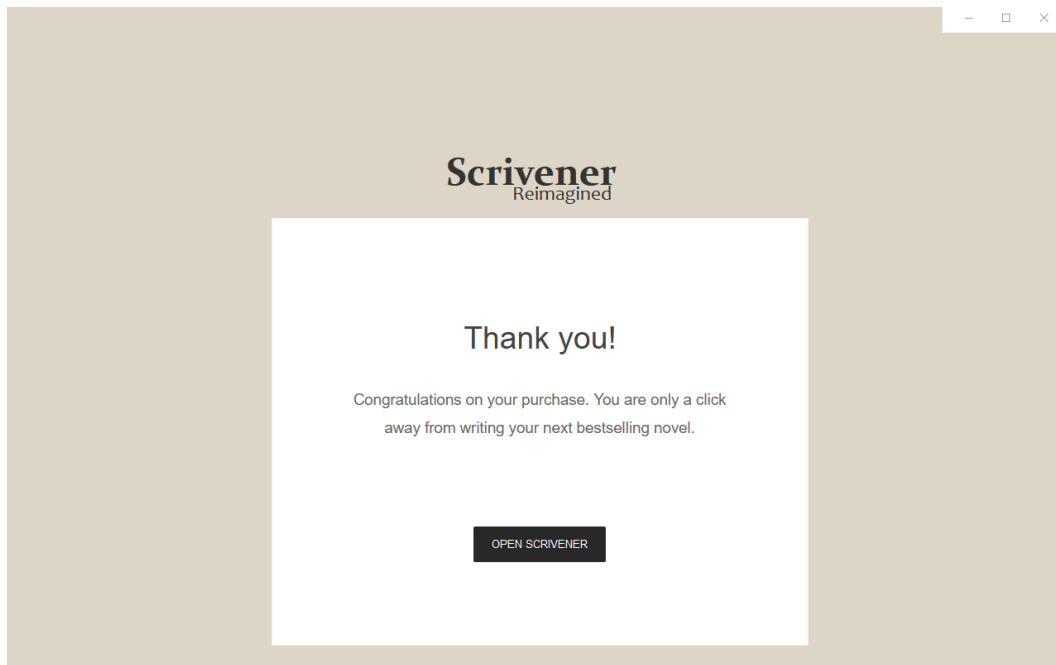 Scrivener
Reimagined
Thank you!
Congratulations on your purchase. You are only a click
away from writing your next bestselling novel.
OPEN SCRIVENER